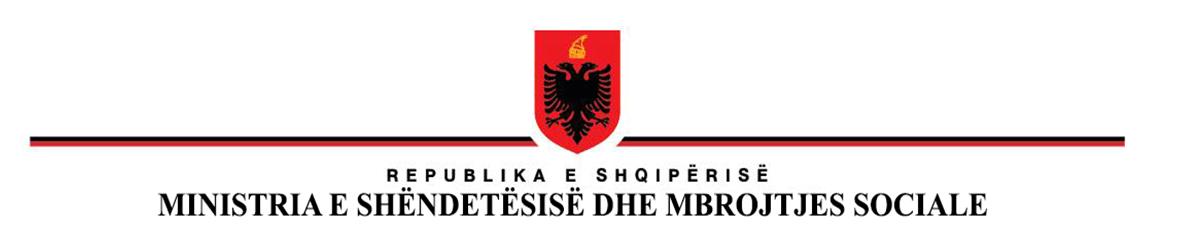 REPUBLIKA E SHQIPËRISË
MINISTRIA E SHËNDETËSISË DHE MBROJTJES SOCIALE